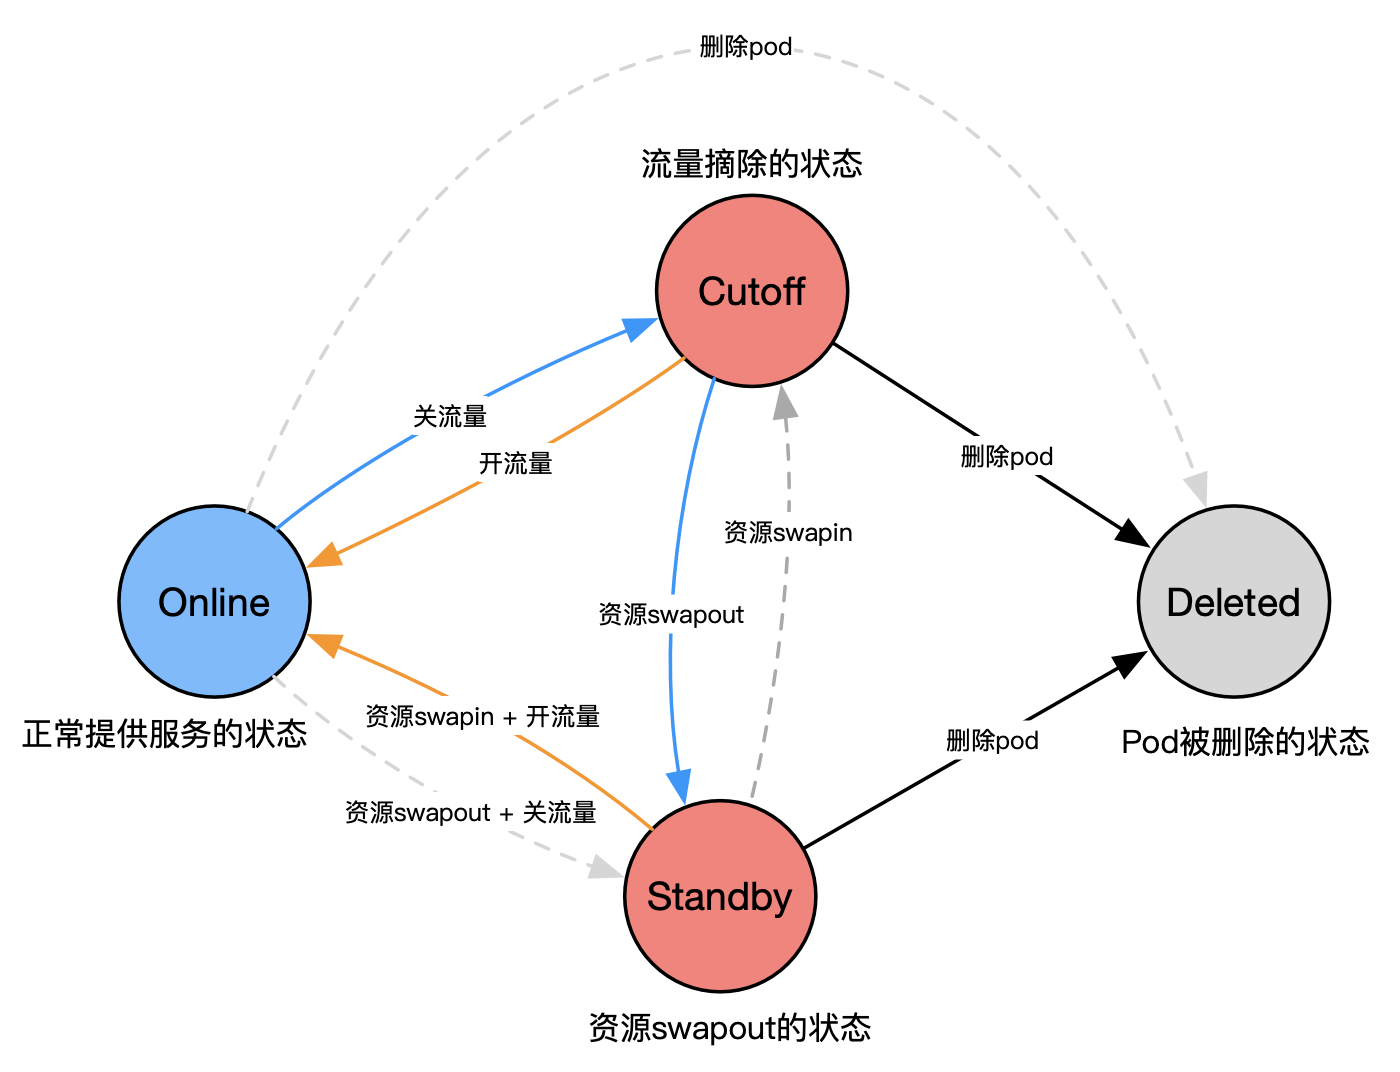 删除pod
流量摘除的状态
Cutoff
关流量
开流量
删除pod
资源swapin
Online
Deleted
资源swapout
资源swapin + 开流量
正常提供服务的状态
删除pod
Pod被删除的状态
资源swapout + 关流量
Standby
资源swapout的状态